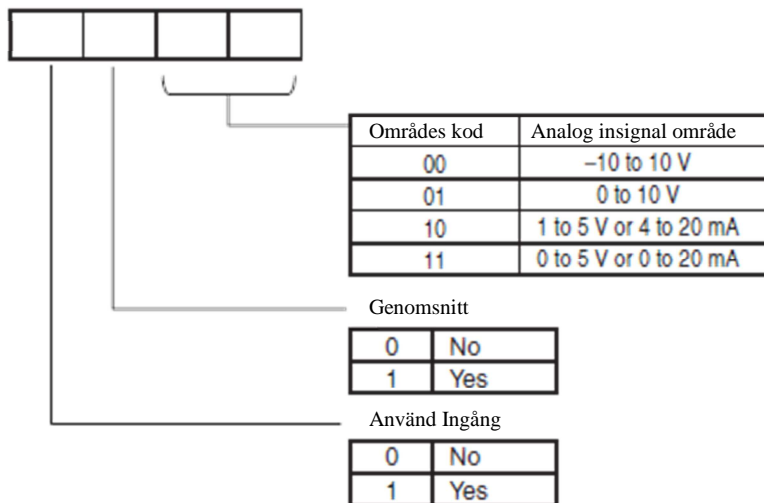 Områdes kod Analog insignal område
00 –10 to 10 V
01 0 to 10 V
10 1 to 5 V or 4 to 20 mA
11 0 to 5 V or 0 to 20 mA
Genomsnitt
0 No
1 Yes
Använd Ingång
0 No
1 Yes